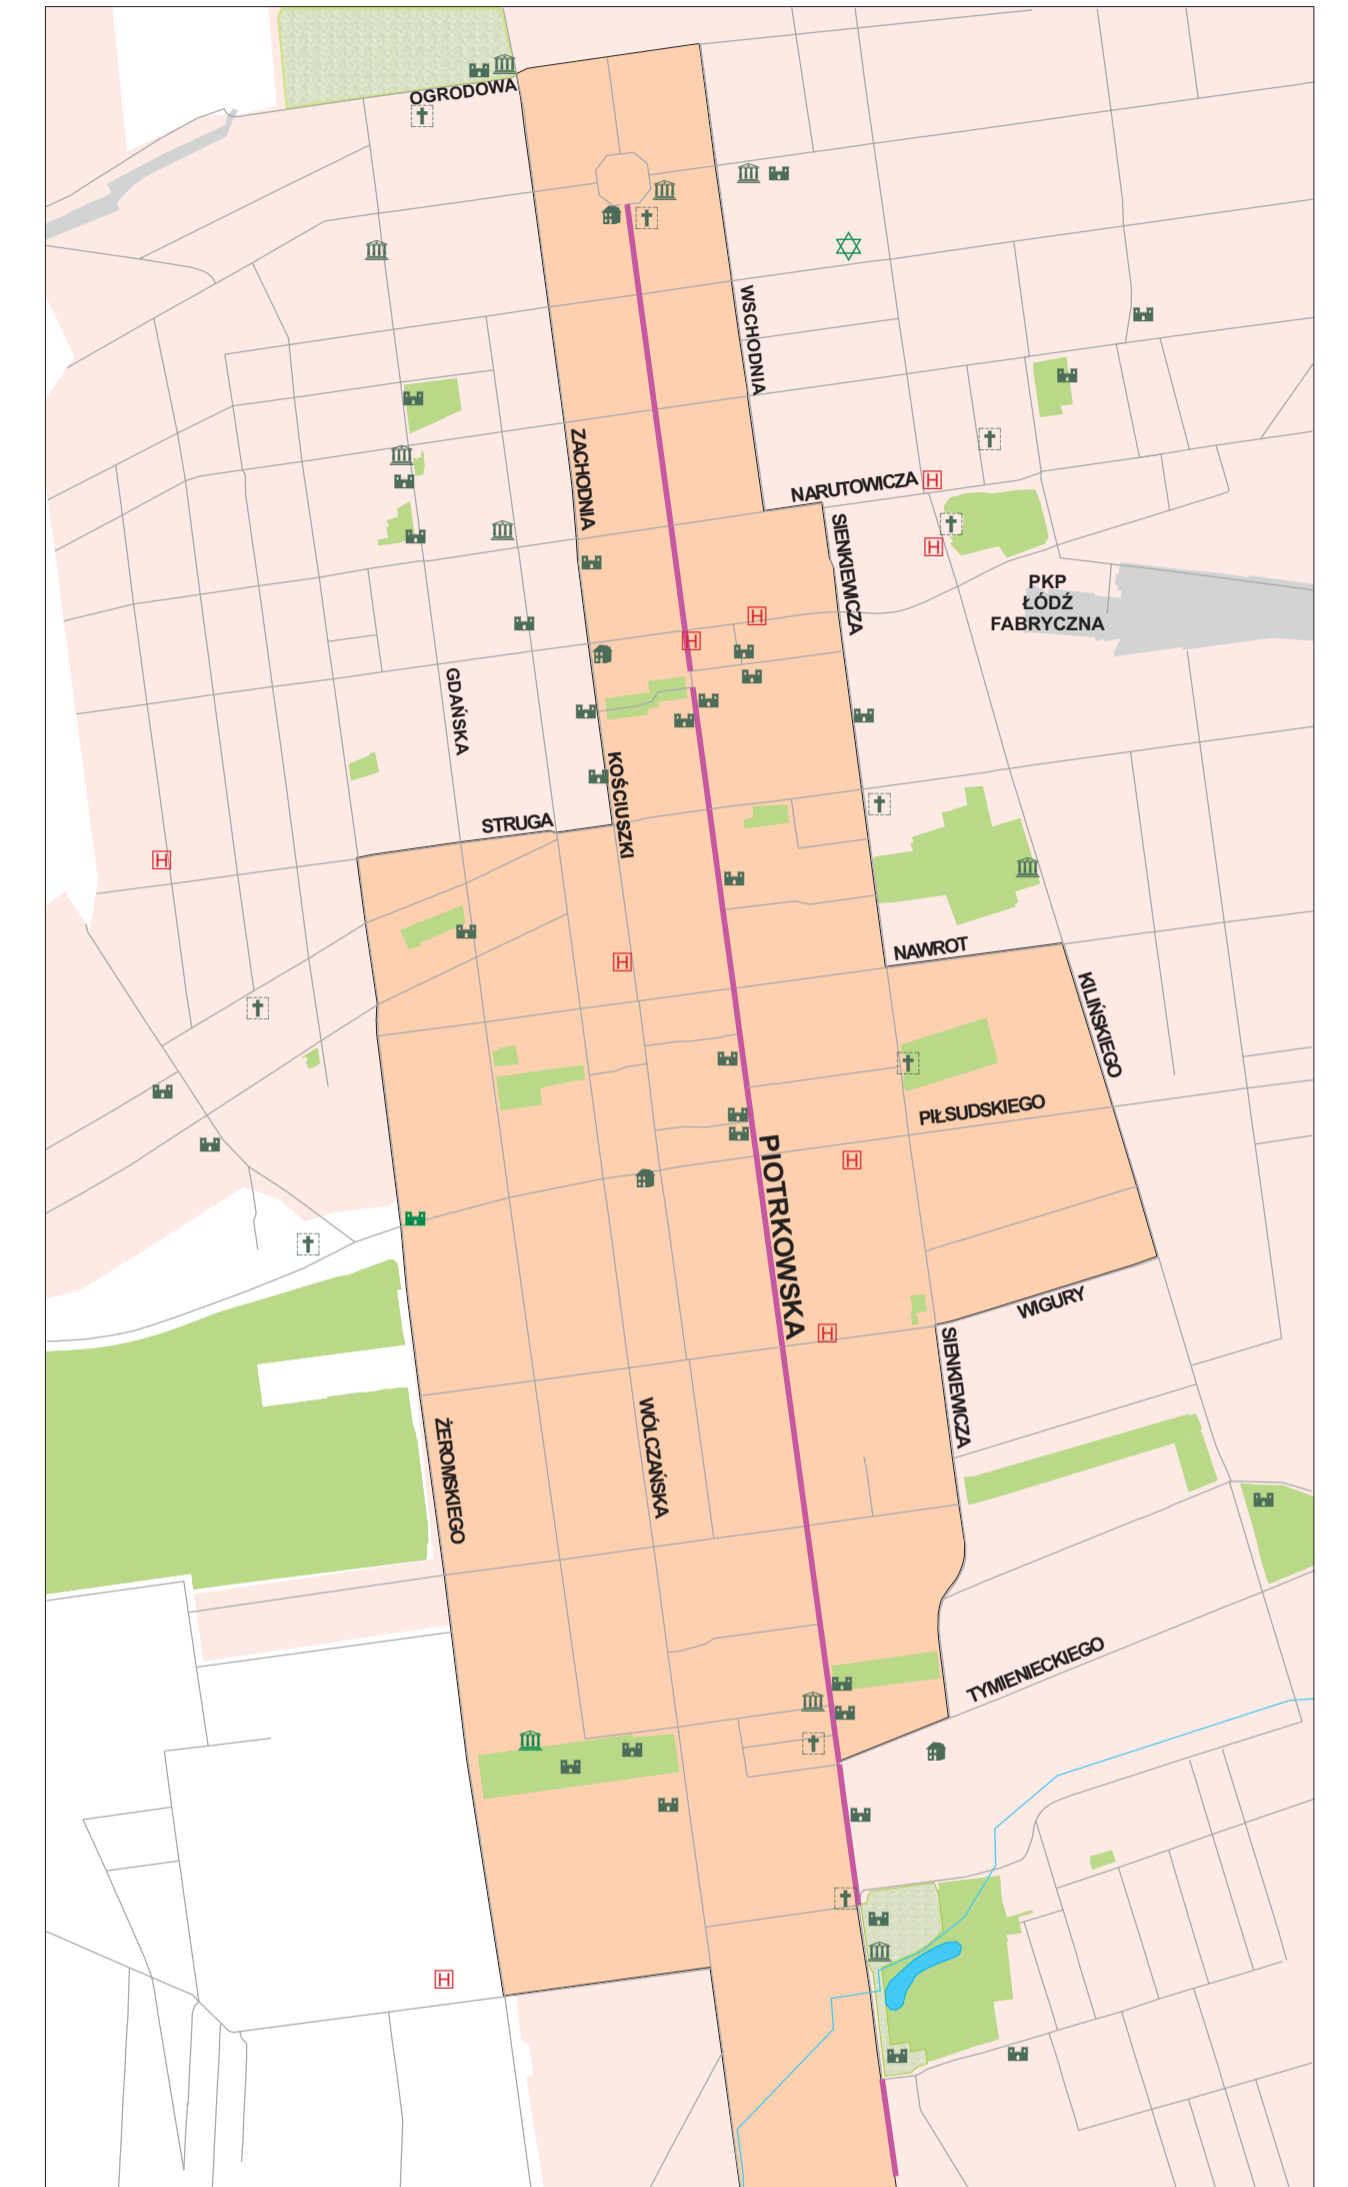 OGRODOWA
WSCHODNIA
ZACHODNIA
NARUTOWICZA
SIENKIEWICZA
PKP
ŁÓDŹ
FABRYCZNA
GDAŃSKA
KOŚCIUSZKI
STRUGA
NAWROT
KILIŃSKIEGO
PIŁSUDSKIEGO
PIOTRKOWSKA
WIGURY
SIENKIEWICZA
WÓLCZAŃSKA
ŻEROMSKIEGO
TYMIENIECKIEGO
H
H
H
H
H
H
H
H
H